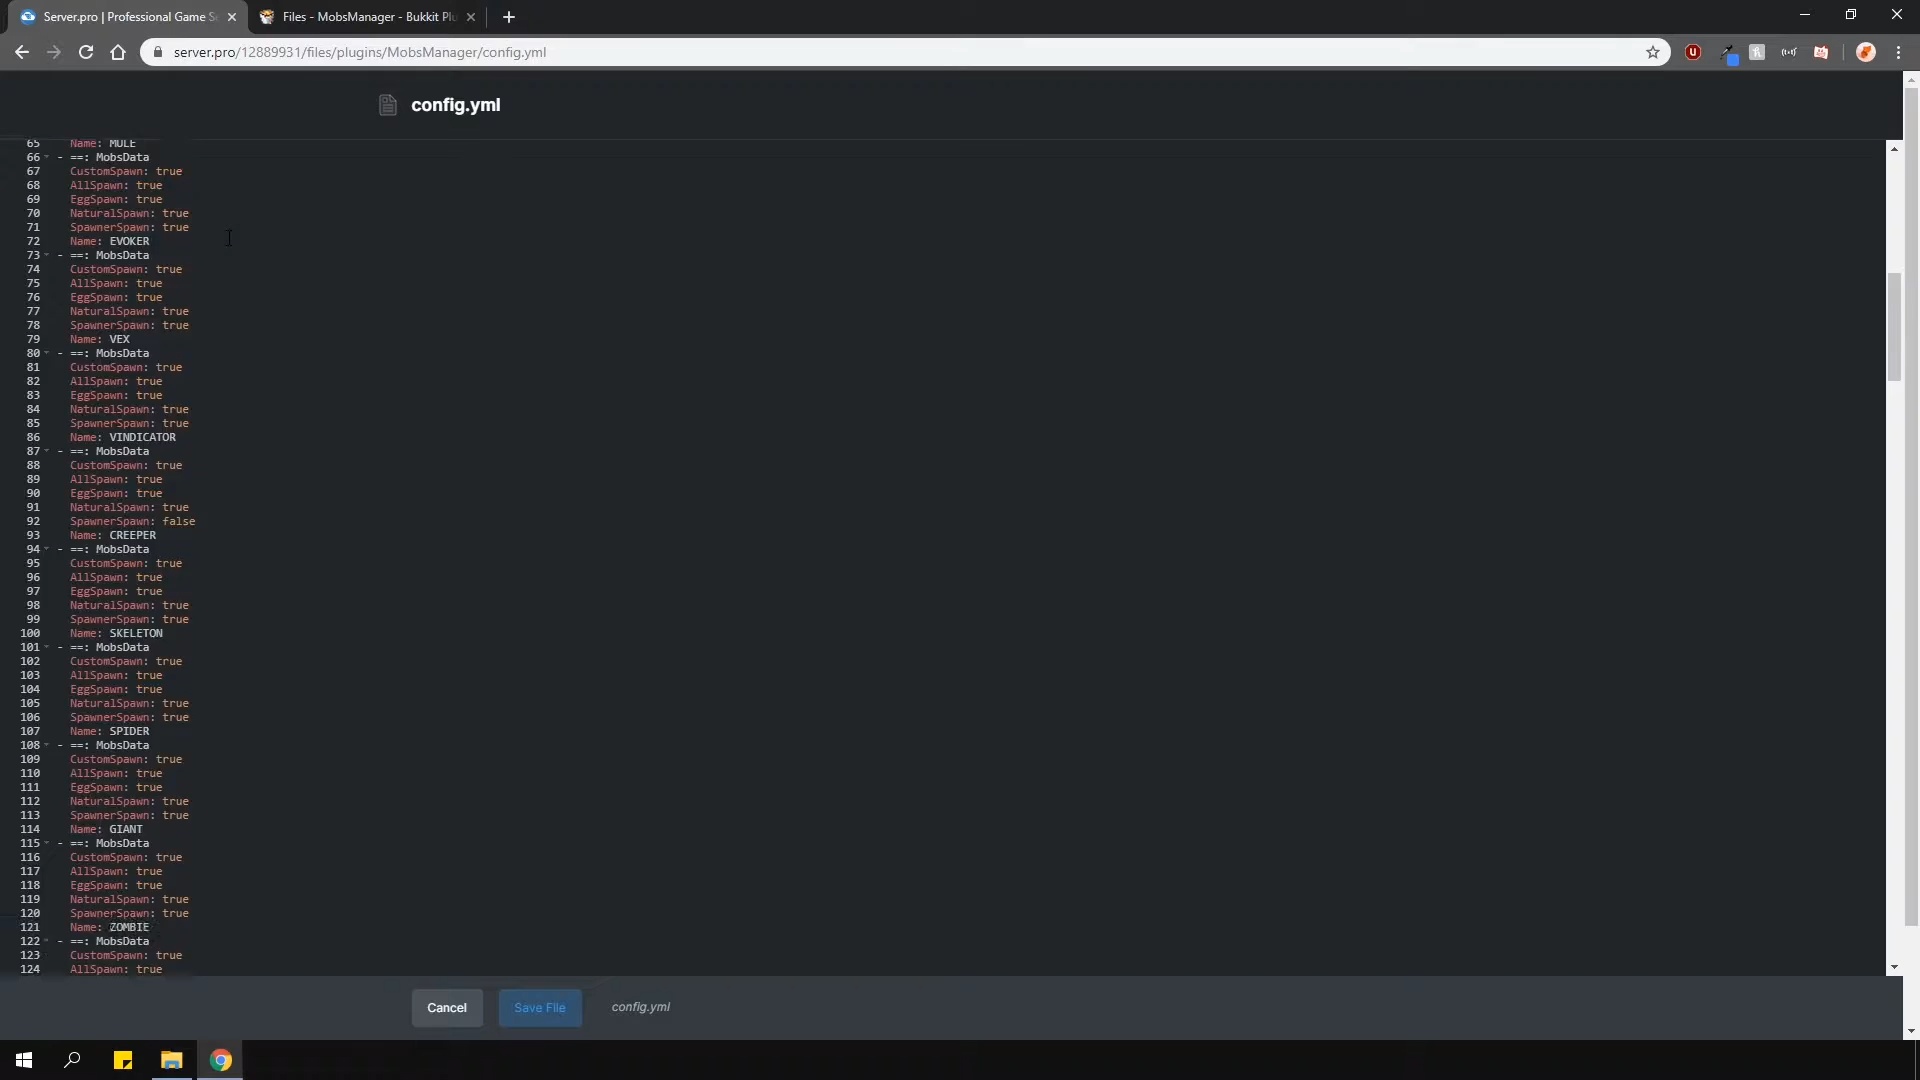 Server.pro | Professional Game S
Files - MobsManager - Bukkit Plu
server.pro/12889931/files/plugins/MobsManager/config.yml
config.yml
65 Name: MULE
66 - ==: MobsData
67 CustomSpawn: true
68 AllSpawn: true
69 EggSpawn: true
70 NaturalSpawn: true
71 SpawnerSpawn: true
72 Name: EVOKER
73 - ==: MobsData
74 CustomSpawn: true
75 AllSpawn: true
76 EggSpawn: true
77 NaturalSpawn: true
78 SpawnerSpawn: true
79 Name: VEX
80 - ==: MobsData
81 CustomSpawn: true
82 AllSpawn: true
83 EggSpawn: true
84 NaturalSpawn: true
85 SpawnerSpawn: true
86 Name: VINDICATOR
87 - ==: MobsData
88 CustomSpawn: true
89 AllSpawn: true
90 EggSpawn: true
91 NaturalSpawn: true
92 SpawnerSpawn: false
93 Name: CREEPER
94 - ==: MobsData
95 CustomSpawn: true
96 AllSpawn: true
97 EggSpawn: true
98 NaturalSpawn: true
99 SpawnerSpawn: true
100 Name: SKELETON
101 - ==: MobsData
102 CustomSpawn: true
103 AllSpawn: true
104 EggSpawn: true
105 NaturalSpawn: true
106 SpawnerSpawn: true
107 Name: SPIDER
108 - ==: MobsData
109 CustomSpawn: true
110 AllSpawn: true
111 EggSpawn: true
112 NaturalSpawn: true
113 SpawnerSpawn: true
114 Name: GIANT
115 - ==: MobsData
116 CustomSpawn: true
117 AllSpawn: true
118 EggSpawn: true
119 NaturalSpawn: true
120 SpawnerSpawn: true
121 Name: ZOMBIE
122 - ==: MobsData
123 CustomSpawn: true
124 AllSpawn: true
Cancel
Save File
config.yml